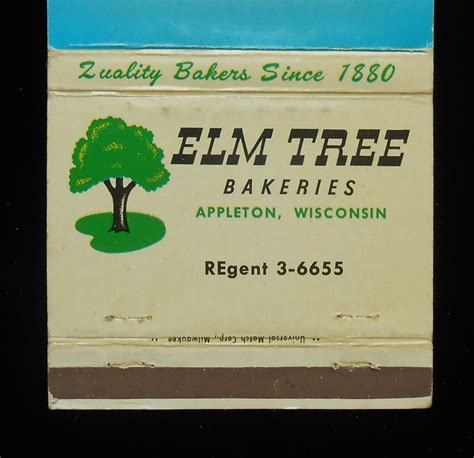 Quality Bakers Since 1880
ELM TREE
BAKERIES
APPLETON, WISCONSIN
REgent 3-6655
** Universal Match Corp., Milwaukee **